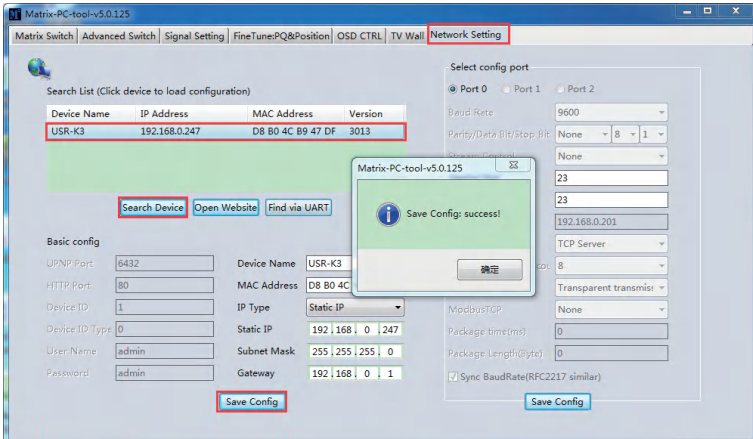 Matrix-PC-tool-v5.0.125
Matrix Switch Advanced Switch Signal Setting FineTune:PQ&Position OSD CTRL TV Wall Network Setting
Search List (Click device to load configuration)
Device Name IP Address MAC Address Version
USR-K3 192.168.0.247 D8 B0 4C B9 47 DF 3013
Search Device Open Website Find via UART
Basic config
UPNP Port 6432
HTTP Port 80
Device ID 1
Device ID Type 0
User Name admin
Password admin
Device Name USR-K3
MAC Address D8 B0 4C
IP Type Static IP
Static IP 192 . 168 . 0 . 247
Subnet Mask 255 . 255 . 255 . 0
Gateway 192 . 168 . 0 . 1
Save Config
Select config port
Port 0 Port 1 Port 2
Baud Rate 9600
Parity/Data Bit/Stop Bit None 8 1
None
23
23
192.168.0.201
TCP Server
8
Transparent transmis:
ModbusTCP None
Package time(ms) 0
Package Length(Byte) 0
Sync BaudRate(RFC2217 similar)
Save Config
Matrix-PC-tool-v5.0.125
Save Config: success!
确定